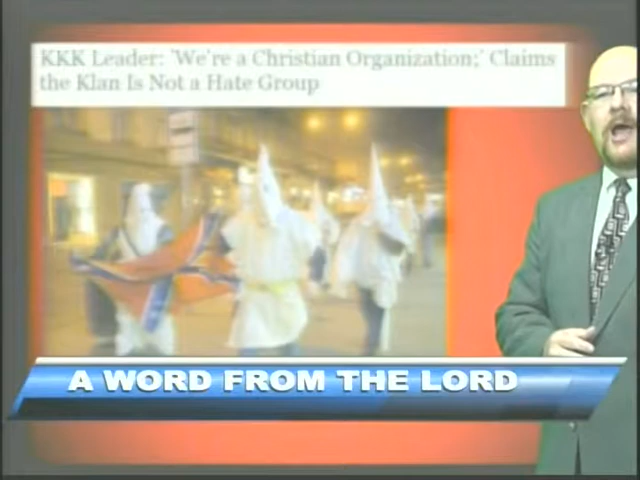 KKK Leader: 'We're a Christian Organization;' Claims
the Klan Is Not a Hate Group
A WORD FROM THE LORD